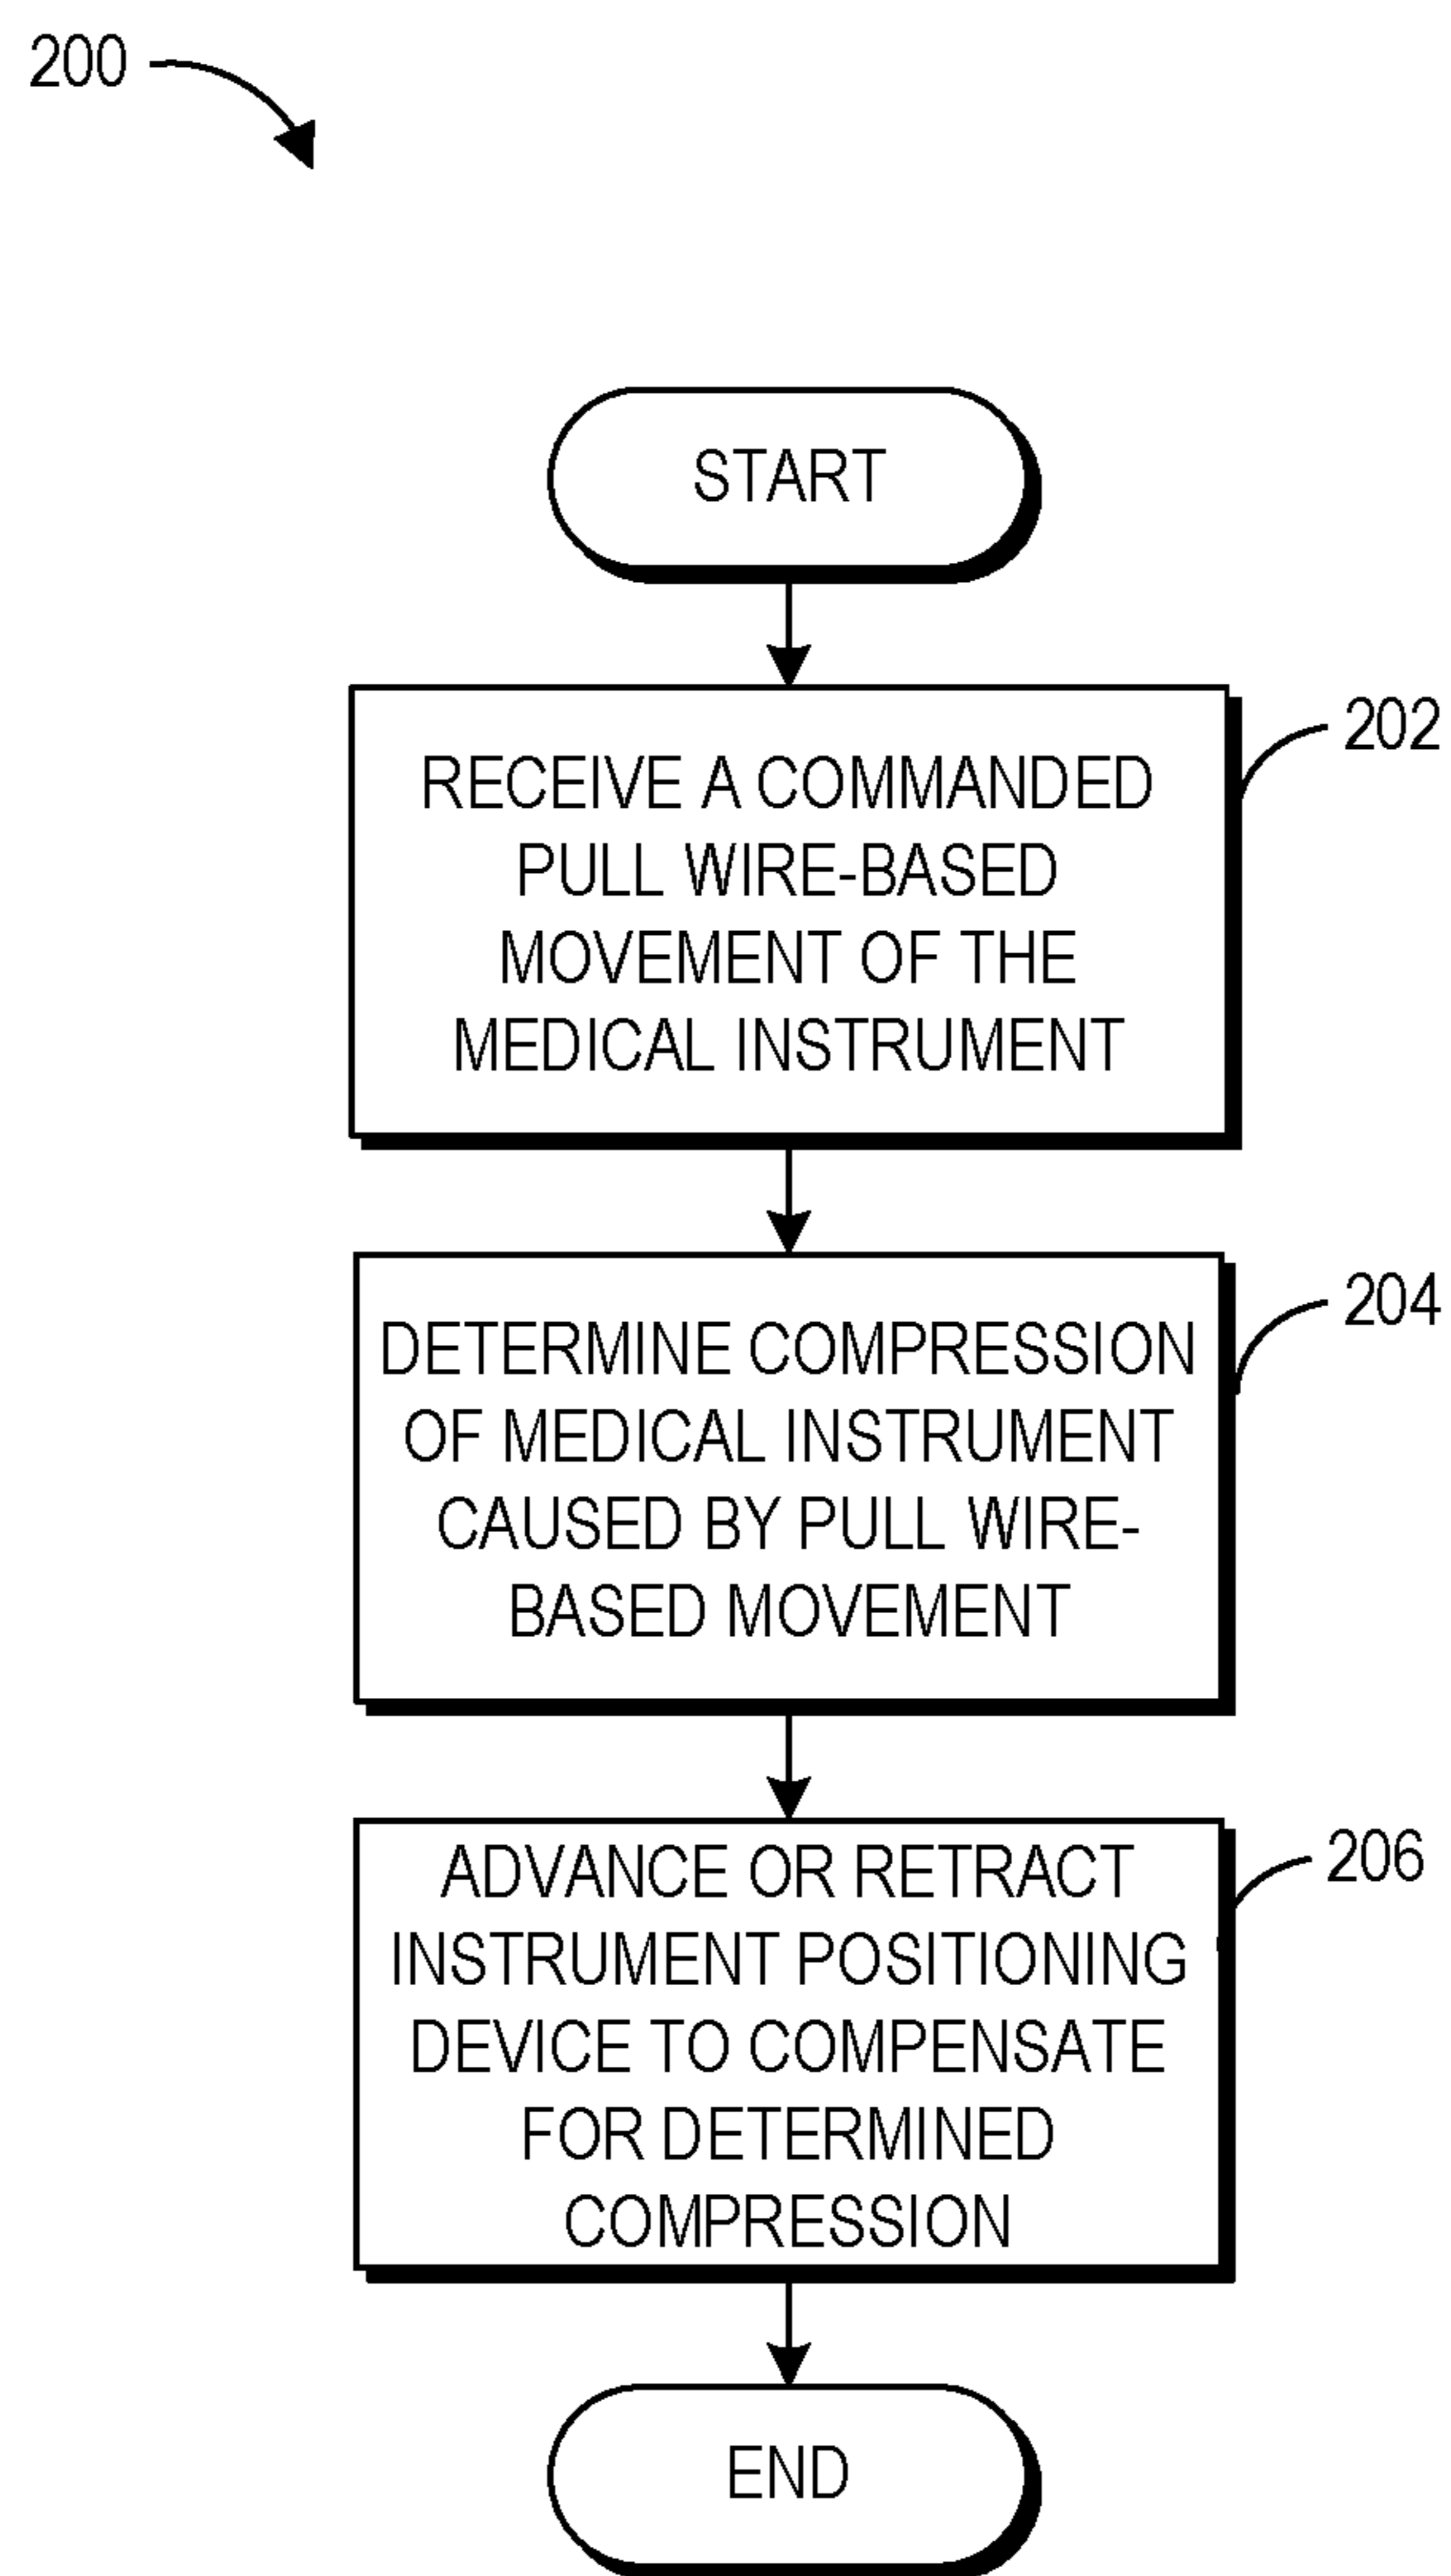 200
START
RECEIVE A COMMANDED
PULL WIRE-BASED
MOVEMENT OF THE
MEDICAL INSTRUMENT
202
DETERMINE COMPRESSION
OF MEDICAL INSTRUMENT
CAUSED BY PULL WIRE-
BASED MOVEMENT
204
ADVANCE OR RETRACT
INSTRUMENT POSITIONING
DEVICE TO COMPENSATE
FOR DETERMINED
COMPRESSION
206
END